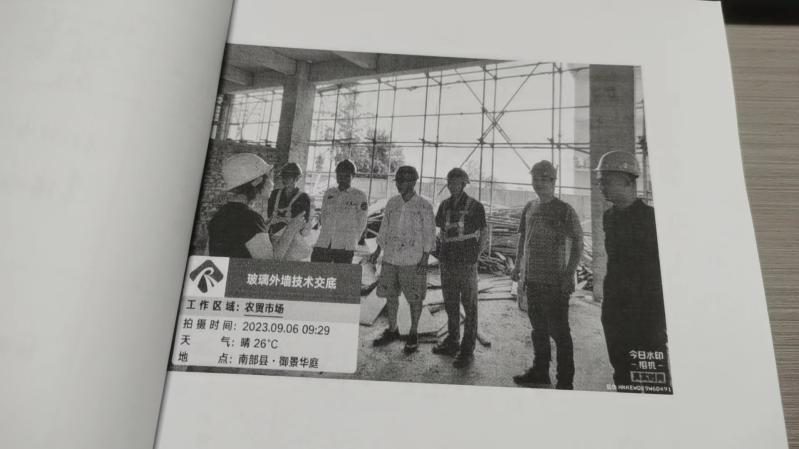 玻璃外墙技术交底
工作区域：农贸市场
拍摄时间：2023.09.06 09:29
天 气：晴 26°C
地 点：南部县·御景华庭
今日水印
-相机-